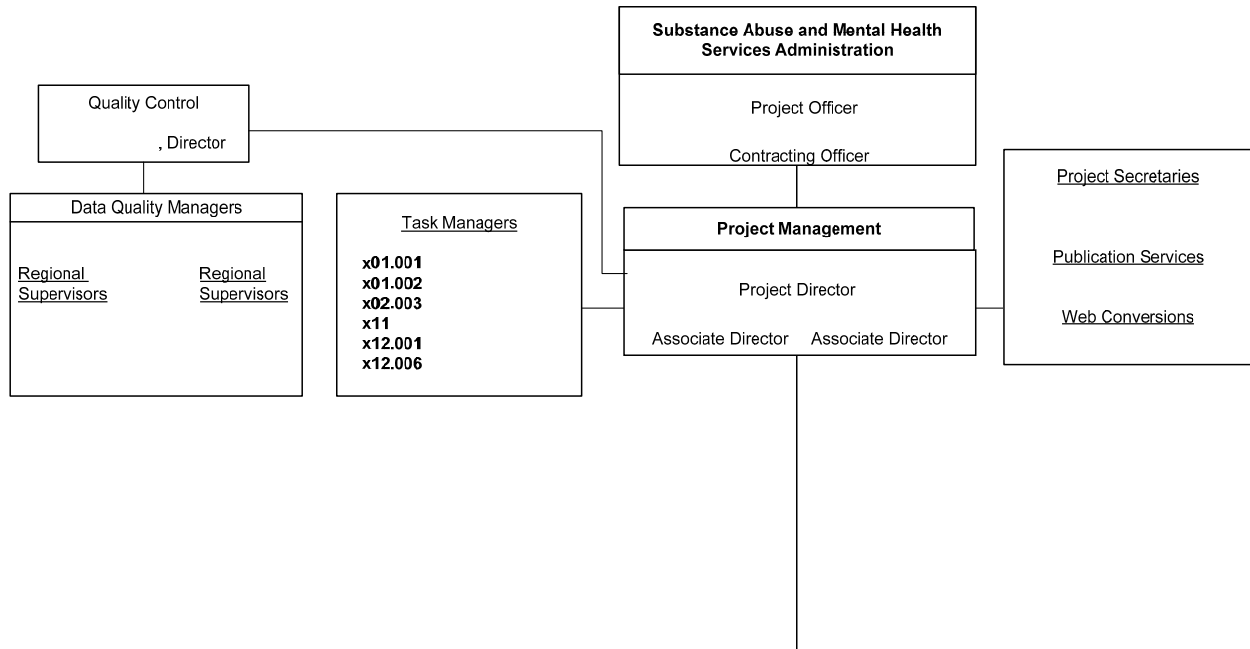 Substance Abuse and Mental Health
Services Administration
Project Officer
Contracting Officer
Quality Control
, Director
Data Quality Managers
Regional
Supervisors
Regional
Supervisors
Task Managers
x01.001
x01.002
x02.003
x11
x12.001
x12.006
Project Management
Project Director
Associate Director
Associate Director
Project Secretaries
Publication Services
Web Conversions